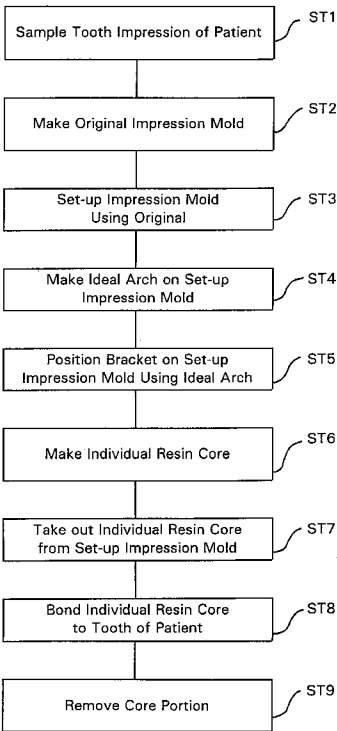 Sample Tooth Impression of Patient
ST1
Make Original Impression Mold
ST2
Set-up Impression Mold
Using Original
ST3
Make Ideal Arch on Set-up
Impression Mold
ST4
Position Bracket on Set-up
Impression Mold Using Ideal Arch
ST5
Make Individual Resin Core
ST6
Take out Individual Resin Core
from Set-up Impression Mold
ST7
Bond Individual Resin Core
to Tooth of Patient
ST8
Remove Core Portion
ST9